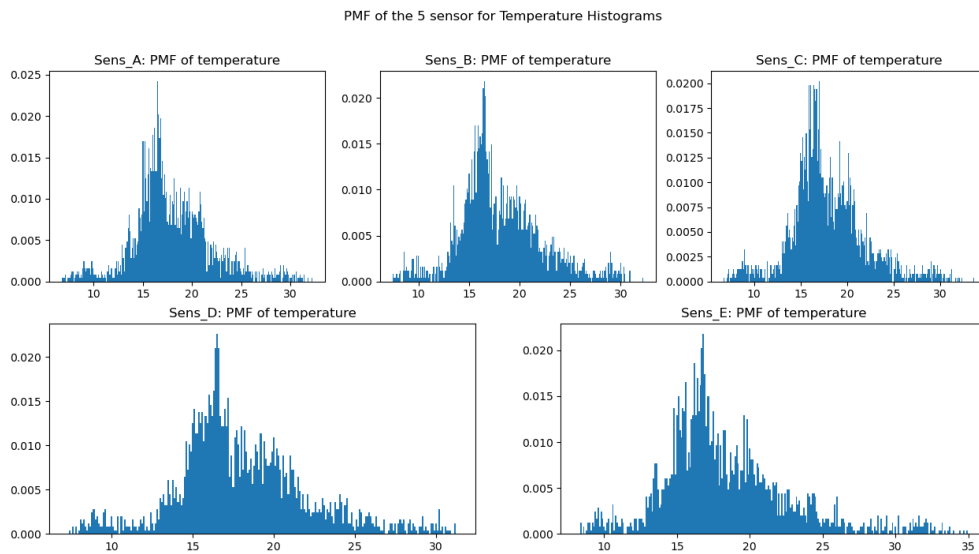 PMF of the 5 sensor for Temperature Histograms
Sens_A: PMF of temperature
0.025
0.020
0.015
0.010
0.005
0.000
10 15 20 25 30
Sens_B: PMF of temperature
0.020
0.015
0.010
0.005
0.000
10 15 20 25 30
Sens_C: PMF of temperature
0.0200
0.0175
0.0150
0.0125
0.0100
0.0075
0.0050
0.0025
0.0000
10 15 20 25 30
Sens_D: PMF of temperature
0.020
0.015
0.010
0.005
0.000
10 15 20 25 30
Sens_E: PMF of temperature
0.020
0.015
0.010
0.005
0.000
10 15 20 25 30 35